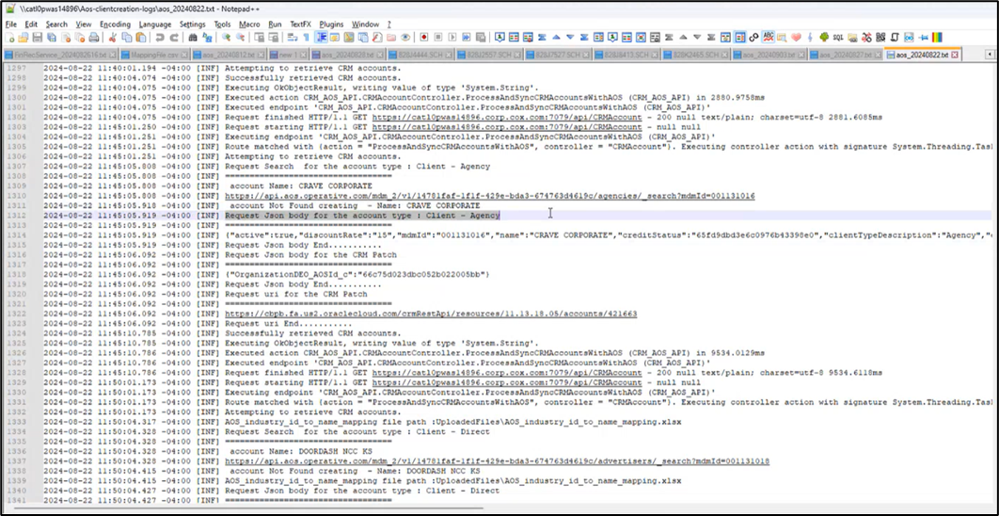 \\catl0pwas14896\Aos-clientcreation-logs\aos_20240822.txt - Notepad++
File Edit Search View Encoding Language Settings Tools Macro Run TextFX Plugins Window ?
aos_20240822.txt
1297 2024-08-22 11:40:01.194 -04:00 [INF] Attempting to retrieve CRM accounts.
1298 2024-08-22 11:40:04.075 -04:00 [INF] Successfully retrieved CRM accounts.
1299 2024-08-22 11:40:04.075 -04:00 [INF] Executing OkObjectResult, writing value of type 'System.String'.
1300 2024-08-22 11:40:04.075 -04:00 [INF] Executed action CRM_AOS_API.CRMAccountController.ProcessAndSyncCRMAccountsWithAOS (CRM_AOS_API) in 2880.9758ms
1301 2024-08-22 11:40:04.075 -04:00 [INF] Executed endpoint 'CRM_AOS_API.CRMAccountController.ProcessAndSyncCRMAccountsWithAOS (CRM_AOS_API)'
1302 2024-08-22 11:40:04.075 -04:00 [INF] Request finished HTTP/1.1 GET https://catl0pwas14896.corp.cox.com:7079/api/CRMAccount - 200 null text/plain; charset=utf-8 2881.6085ms
1303 2024-08-22 11:45:01.250 -04:00 [INF] Request starting HTTP/1.1 GET https://catl0pwas14896.corp.cox.com:7079/api/CRMAccount - null null
1304 2024-08-22 11:45:01.251 -04:00 [INF] Executing endpoint 'CRM_AOS_API.CRMAccountController.ProcessAndSyncCRMAccountsWithAOS (CRM_AOS_API)'
1305 2024-08-22 11:45:01.251 -04:00 [INF] Route matched with {action = "ProcessAndSyncCRMAccountsWithAOS", controller = "CRMAccount"}. Executing controller action with signature System.Threading.Tas
1306 2024-08-22 11:45:01.251 -04:00 [INF] Attempting to retrieve CRM accounts.
1307 2024-08-22 11:45:05.808 -04:00 [INF] Request Search for the account type : Client - Agency
1308 2024-08-22 11:45:05.808 -04:00 [INF] ==================================
1309 2024-08-22 11:45:05.808 -04:00 [INF] account Name: CRAVE CORPORATE
1310 2024-08-22 11:45:05.808 -04:00 [INF] https://api.aos.operative.com/mdm_2/v1/14781faf-1f1f-429e-bda3-674763d4619c/agencies/_search?mdmId=001131016
1311 2024-08-22 11:45:05.918 -04:00 [INF] account Not Found creating - Name: CRAVE CORPORATE
1312 2024-08-22 11:45:05.919 -04:00 [INF] Request Json body for the account type : Client - Agency
1313 2024-08-22 11:45:05.919 -04:00 [INF] ==================================
1314 2024-08-22 11:45:05.919 -04:00 [INF] {"active":true,"discountRate":"15","mdmId":"001131016","name":"CRAVE CORPORATE","creditStatus":"65fd9dbd3e6c0976b43398e0","clientTypeDescription":"Agency","
1315 2024-08-22 11:45:05.919 -04:00 [INF] Request Json body End...........
1316 2024-08-22 11:45:06.092 -04:00 [INF] Request Json body for the CRM Patch
1317 2024-08-22 11:45:06.092 -04:00 [INF] ==================================
1318 2024-08-22 11:45:06.092 -04:00 [INF] {"OrganizationDEO_AOSId_c":"66c75d023dbc052b022005bb"}
1319 2024-08-22 11:45:06.092 -04:00 [INF] Request Json body End...........
1320 2024-08-22 11:45:06.092 -04:00 [INF] Request uri for the CRM Patch
1321 2024-08-22 11:45:06.092 -04:00 [INF] ==================================
1322 2024-08-22 11:45:06.092 -04:00 [INF] https://cbpb.fa.us2.oraclecloud.com/crmRestApi/resources/11.13.18.05/accounts/421663
1323 2024-08-22 11:45:06.092 -04:00 [INF] Request uri End...........
1324 2024-08-22 11:45:10.785 -04:00 [INF] Successfully retrieved CRM accounts.
1325 2024-08-22 11:45:10.785 -04:00 [INF] Executing OkObjectResult, writing value of type 'System.String'.
1326 2024-08-22 11:45:10.786 -04:00 [INF] Executed action CRM_AOS_API.CRMAccountController.ProcessAndSyncCRMAccountsWithAOS (CRM_AOS_API) in 9534.0129ms
1327 2024-08-22 11:45:10.786 -04:00 [INF] Executed endpoint 'CRM_AOS_API.CRMAccountController.ProcessAndSyncCRMAccountsWithAOS (CRM_AOS_API)'
1328 2024-08-22 11:45:10.786 -04:00 [INF] Request finished HTTP/1.1 GET https://catl0pwas14896.corp.cox.com:7079/api/CRMAccount - 200 null text/plain; charset=utf-8 9534.6118ms
1329 2024-08-22 11:50:01.173 -04:00 [INF] Request starting HTTP/1.1 GET https://catl0pwas14896.corp.cox.com:7079/api/CRMAccount - null null
1330 2024-08-22 11:50:01.173 -04:00 [INF] Executing endpoint 'CRM_AOS_API.CRMAccountController.ProcessAndSyncCRMAccountsWithAOS (CRM_AOS_API)'
1331 2024-08-22 11:50:01.173 -04:00 [INF] Route matched with {action = "ProcessAndSyncCRMAccountsWithAOS", controller = "CRMAccount"}. Executing controller action with signature System.Threading.Tas
1332 2024-08-22 11:50:01.173 -04:00 [INF] Attempting to retrieve CRM accounts.
1333 2024-08-22 11:50:04.317 -04:00 [INF] AOS_industry_id_to_name_mapping file path :UploadedFiles\AOS_industry_id_to_name_mapping.xlsx
1334 2024-08-22 11:50:04.328 -04:00 [INF] Request Search for the account type : Client - Direct
1335 2024-08-22 11:50:04.328 -04:00 [INF] ==================================
1336 2024-08-22 11:50:04.328 -04:00 [INF] account Name: DOORDASH NCC KS
1337 2024-08-22 11:50:04.328 -04:00 [INF] https://api.aos.operative.com/mdm_2/v1/14781faf-1f1f-429e-bda3-674763d4619c/advertisers/_search?mdmId=001131018
1338 2024-08-22 11:50:04.415 -04:00 [INF] account Not Found creating - Name: DOORDASH NCC KS
1339 2024-08-22 11:50:04.427 -04:00 [INF] AOS_industry_id_to_name_mapping file path :UploadedFiles\AOS_industry_id_to_name_mapping.xlsx
1340 2024-08-22 11:50:04.427 -04:00 [INF] Request Json body for the account type : Client - Direct
1341 2024-08-22 11:50:04.427 -04:00 [INF] ==================================